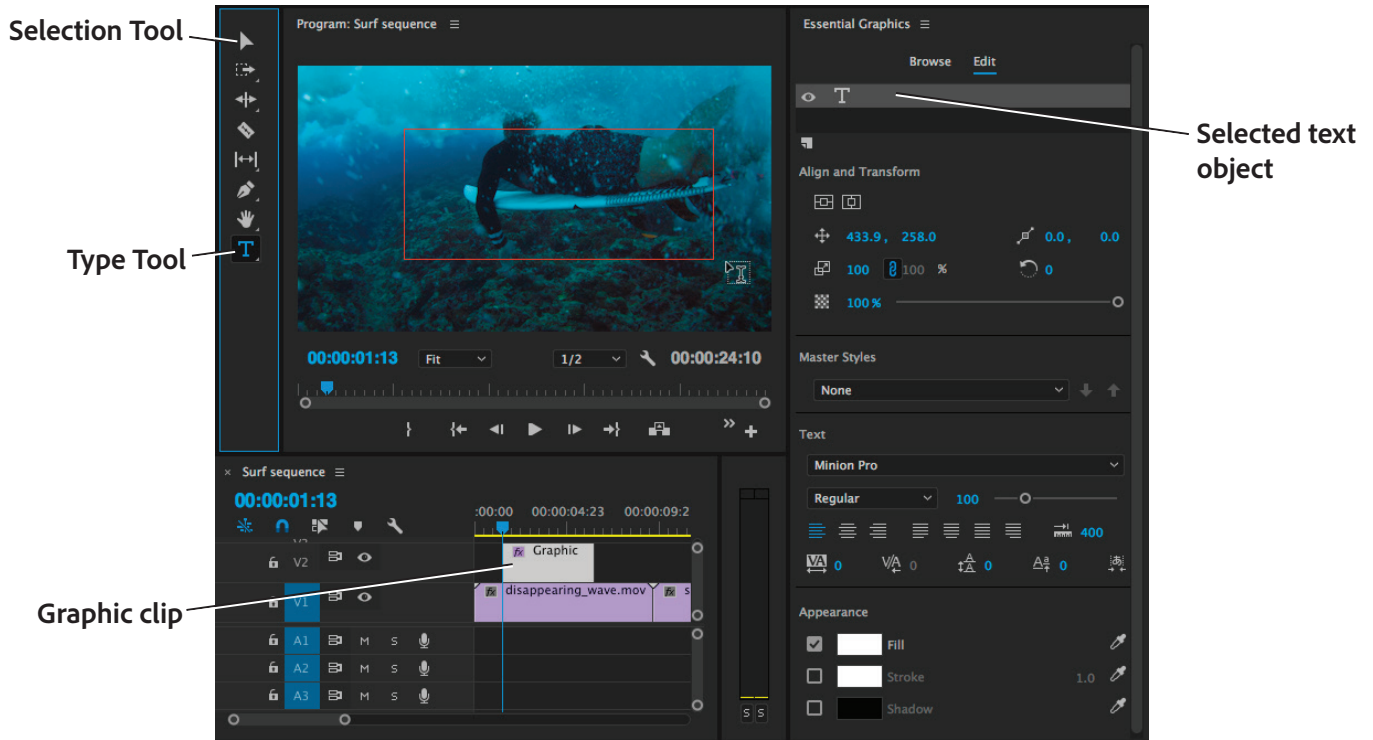 Selection Tool
Type Tool
Graphic clip
Selected text
object
Program: Surf sequence
00:00:01:13
Fit
1/2
00:00:24:10
Essential Graphics
Browse Edit
T
Align and Transform
433.9 , 258.0
0.0 , 0.0
100
100 %
0
100 %
Master Styles
None
Text
Minion Pro
Regular
100
400
0
0
0
0
Appearance
Fill
Stroke
1.0
Shadow
× Surf sequence
00:00:01:13
:00:00 00:00:04:23 00:00:09:2
V2
fx Graphic
V1
fx disappearing_wave.mov
fx s
A1 M S
A2 M S
A3 M S
S S